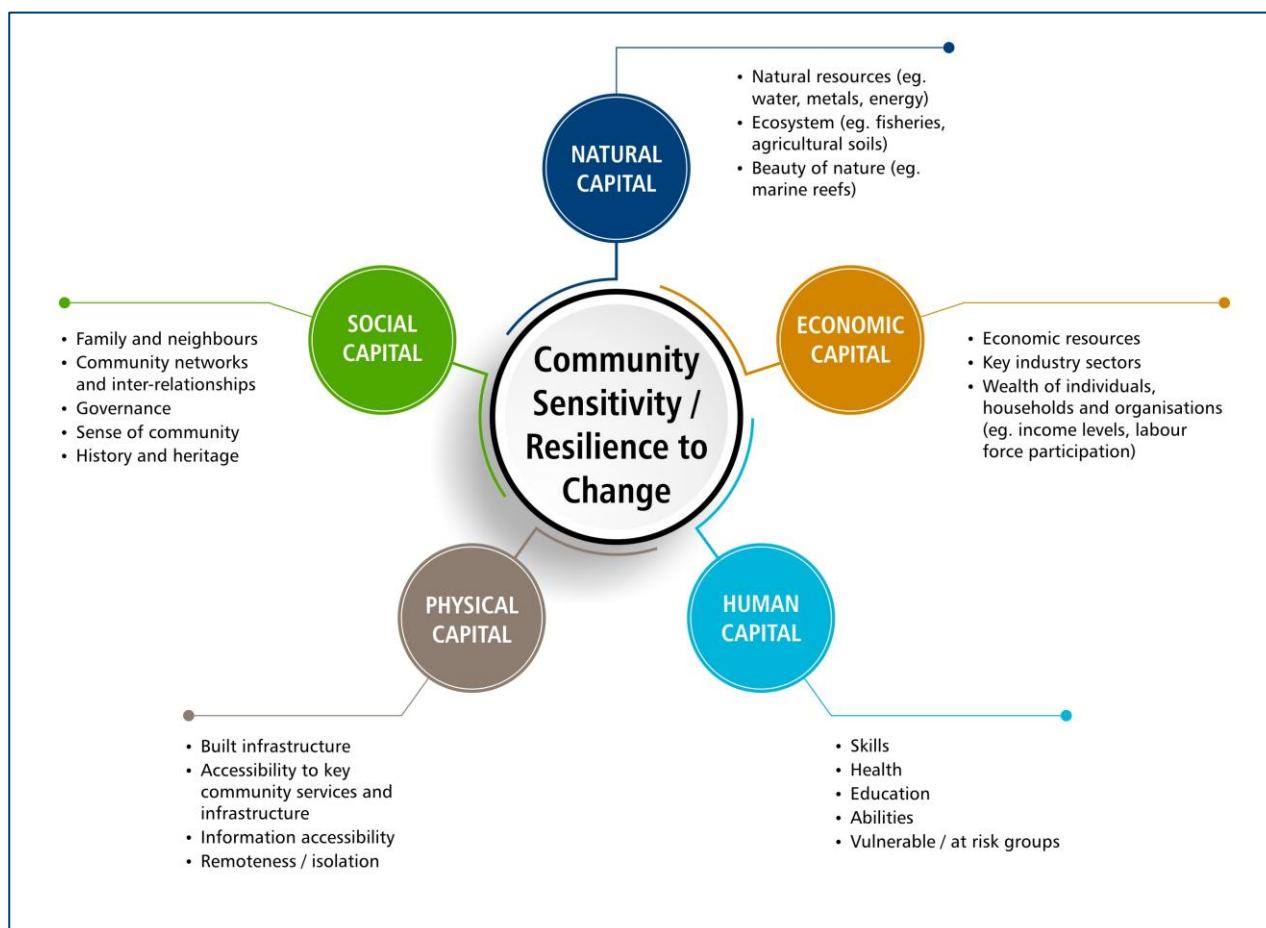 NATURAL
CAPITAL
• Natural resources (eg.
water, metals, energy)
• Ecosystem (eg. fisheries,
agricultural soils)
• Beauty of nature (eg.
marine reefs)
SOCIAL
CAPITAL
• Family and neighbours
• Community networks
and inter-relationships
• Governance
• Sense of community
• History and heritage
Community
Sensitivity /
Resilience to
Change
ECONOMIC
CAPITAL
• Economic resources
• Key industry sectors
• Wealth of individuals,
households and organisations
(eg. income levels, labour
force participation)
PHYSICAL
CAPITAL
• Built infrastructure
• Accessibility to key
community services and
infrastructure
• Information accessibility
• Remoteness / isolation
HUMAN
CAPITAL
• Skills
• Health
• Education
• Abilities
• Vulnerable / at risk groups